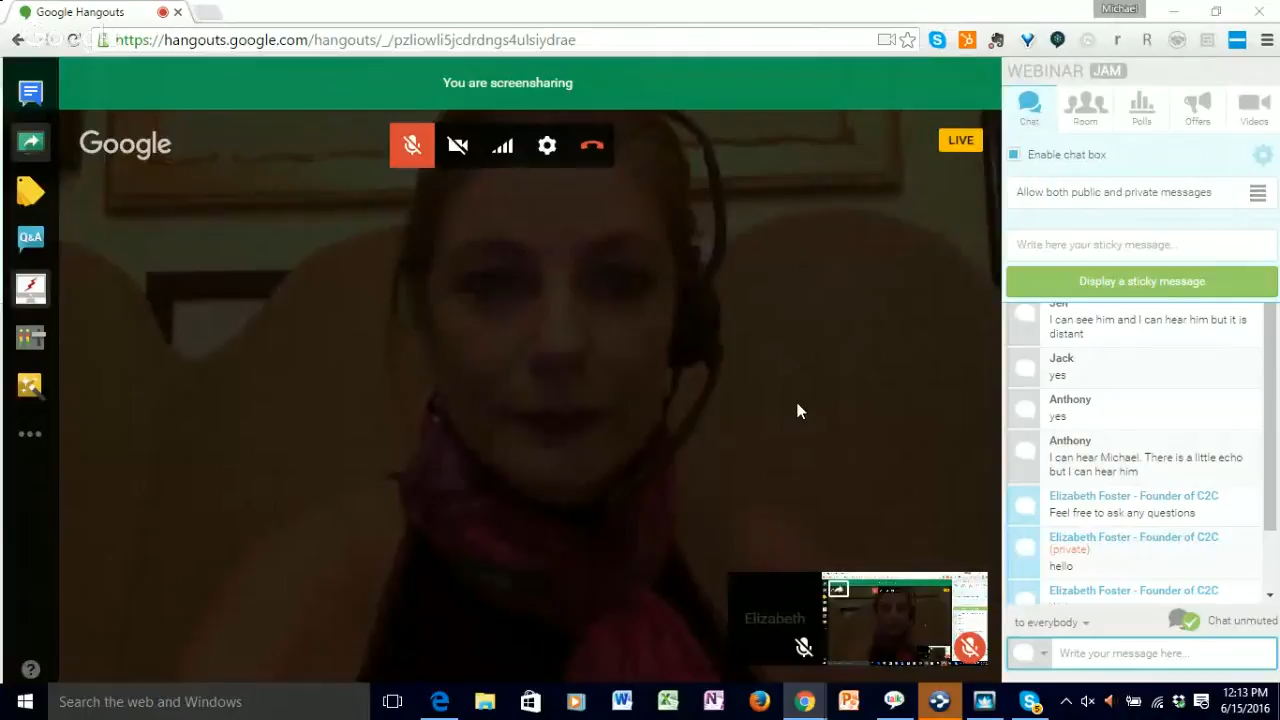 Google Hangouts
Michael
https://hangouts.google.com/hangouts/_/pzliowli5jcdrdngs4ulsiydrae
You are screensharing
WEBINAR JAM
Chat
Room
Polls
Offers
Videos
Google
LIVE
Enable chat box
Allow both public and private messages
Q&A
Write here your sticky message...
Display a sticky message
Jen
I can see him and I can hear him but it is
distant
Jack
yes
Anthony
yes
Anthony
I can hear Michael. There is a little echo
but I can hear him
Elizabeth Foster - Founder of C2C
Feel free to ask any questions
Elizabeth Foster - Founder of C2C
(private)
hello
Elizabeth Foster - Founder of C2C
Elizabeth
to everybody
Chat unmuted
Write your message here...
Search the web and Windows
talk
12:13 PM
6/15/2016